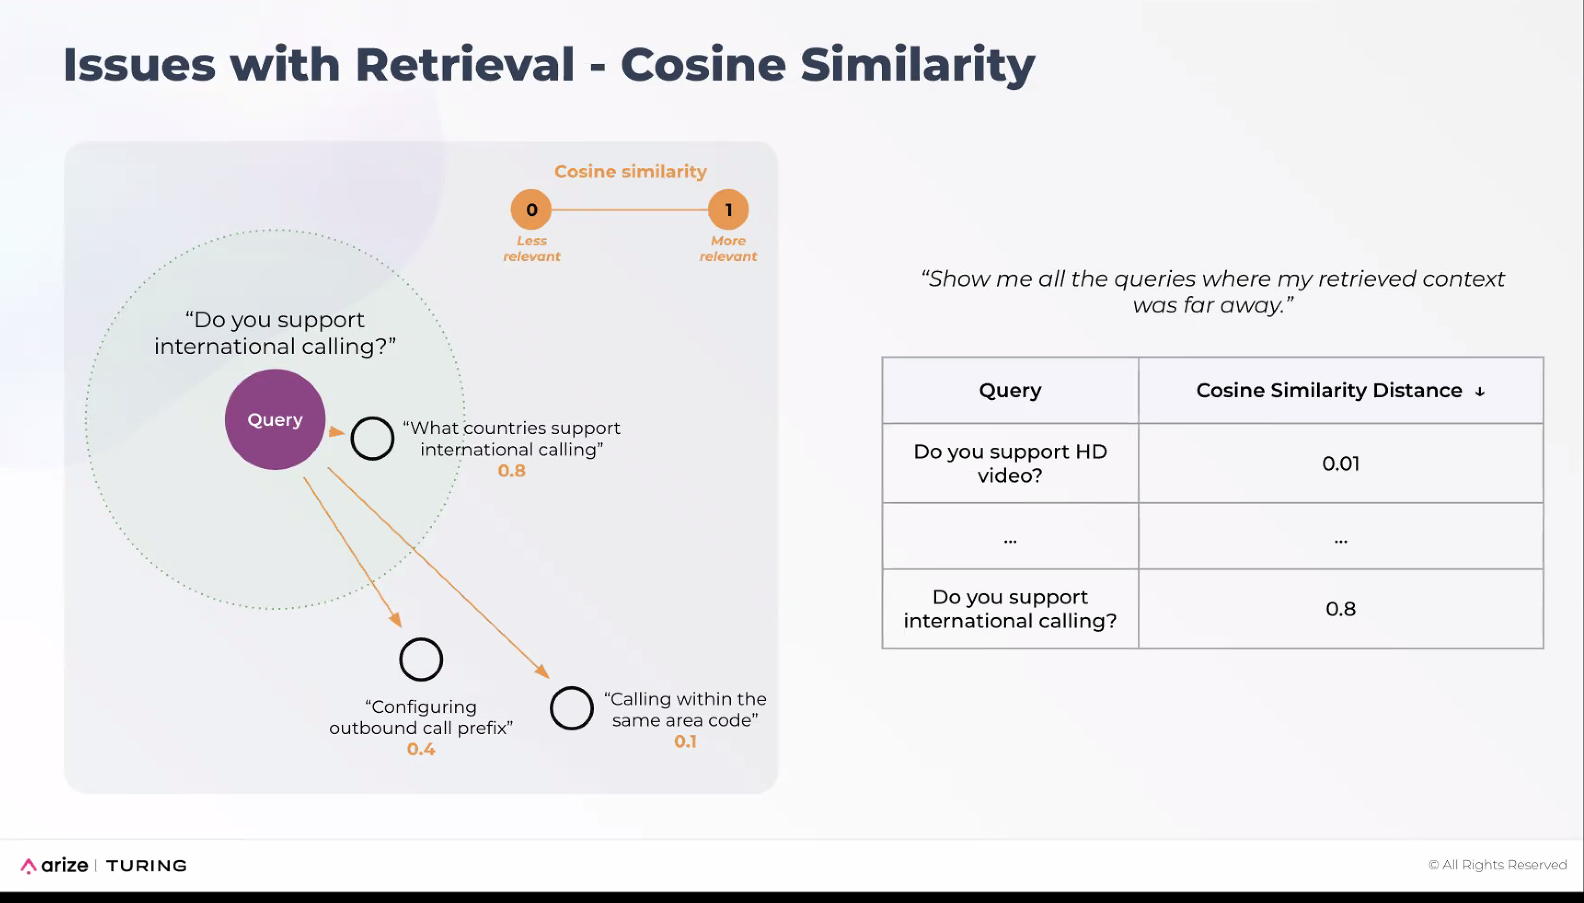 Issues with Retrieval - Cosine Similarity
Cosine similarity
0
1
Less
relevant
More
relevant
“Do you support
international calling?”
Query
“What countries support
international calling”
0.8
“Configuring
outbound call prefix”
0.4
“Calling within the
same area code”
0.1
“Show me all the queries where my retrieved context
was far away.”
Query
Cosine Similarity Distance ↓
Do you support HD
video?
0.01
...
...
Do you support
international calling?
0.8
arize | TURING
© All Rights Reserved